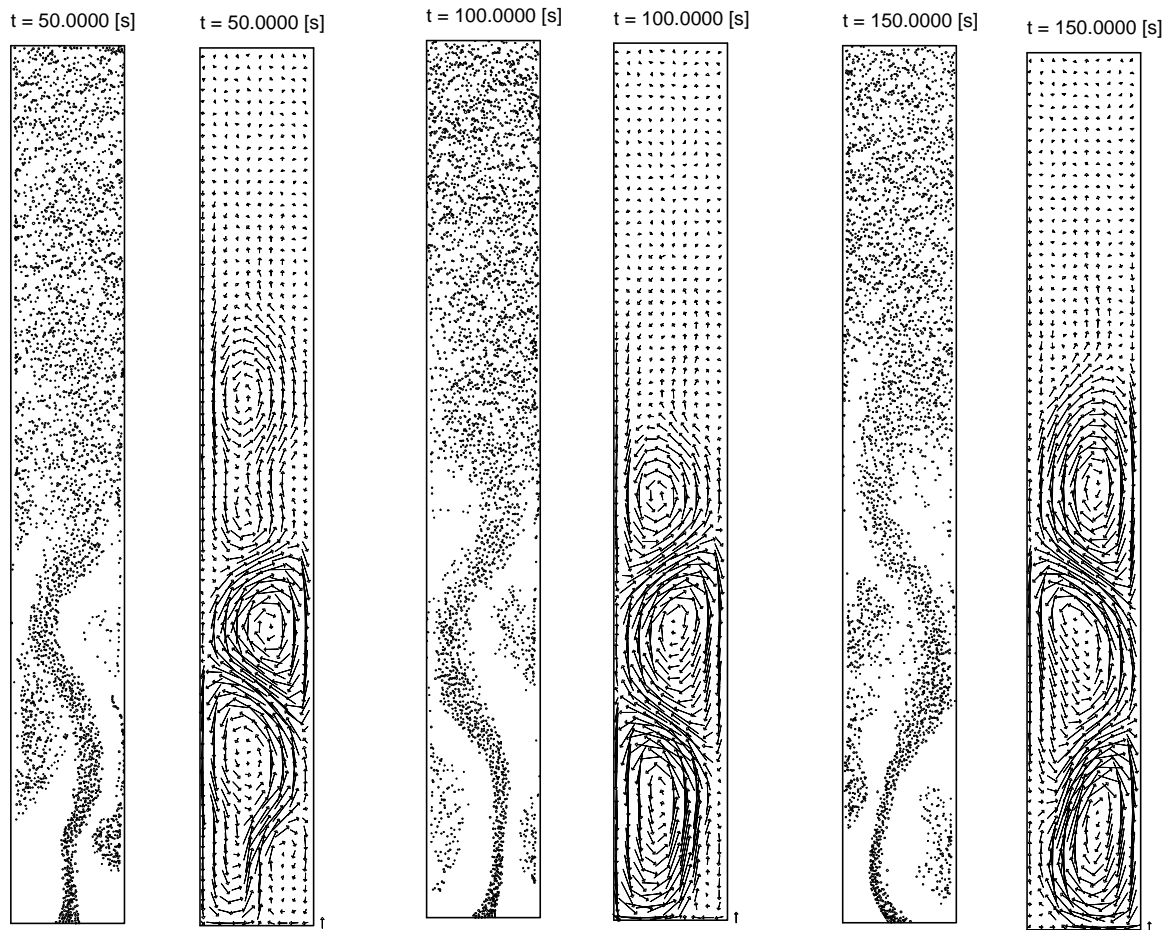 t = 50.0000 [s]
t = 50.0000 [s]
t = 100.0000 [s]
t = 100.0000 [s]
t = 150.0000 [s]
t = 150.0000 [s]